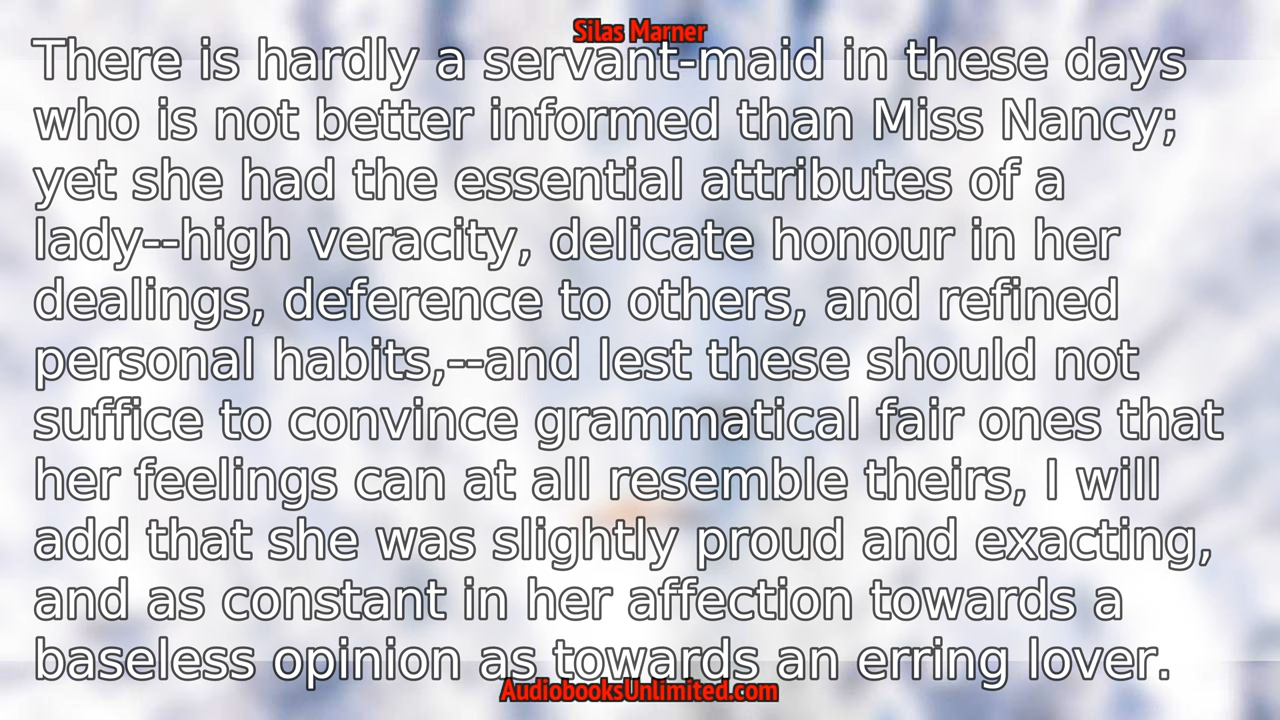 Silas Marner
There is hardly a servant-maid in these days
who is not better informed than Miss Nancy;
yet she had the essential attributes of a
lady--high veracity, delicate honour in her
dealings, deference to others, and refined
personal habits,--and lest these should not
suffice to convince grammatical fair ones that
her feelings can at all resemble theirs, I will
add that she was slightly proud and exacting,
and as constant in her affection towards a
baseless opinion as towards an erring lover.
AudiobooksUnlimited.com